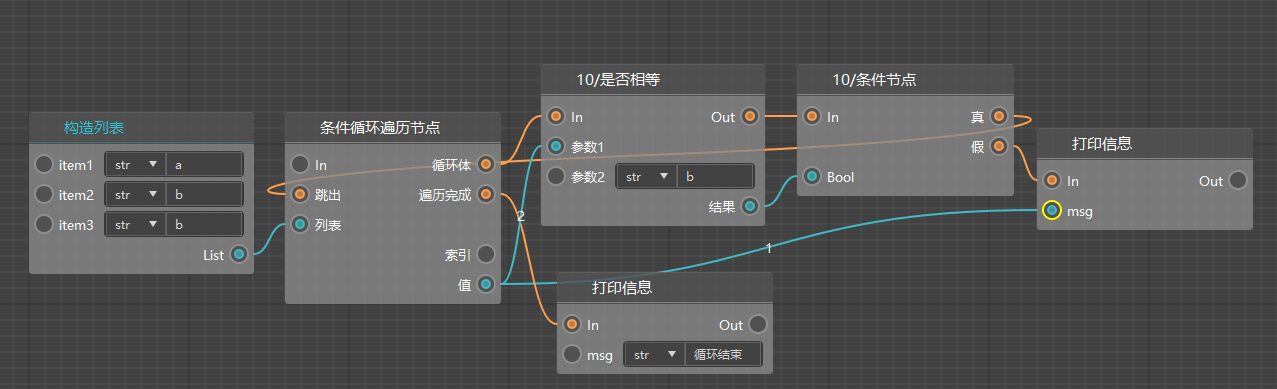 构造列表
item1 str a
item2 str b
item3 str b
List
条件循环遍历节点
In 循环体
跳出 遍历完成
列表
索引
值
10/是否相等
In Out
参数1
参数2 str b
结果
10/条件节点
In 真
假
Bool
打印信息
In Out
msg
2
1
打印信息
In Out
msg str 循环结束